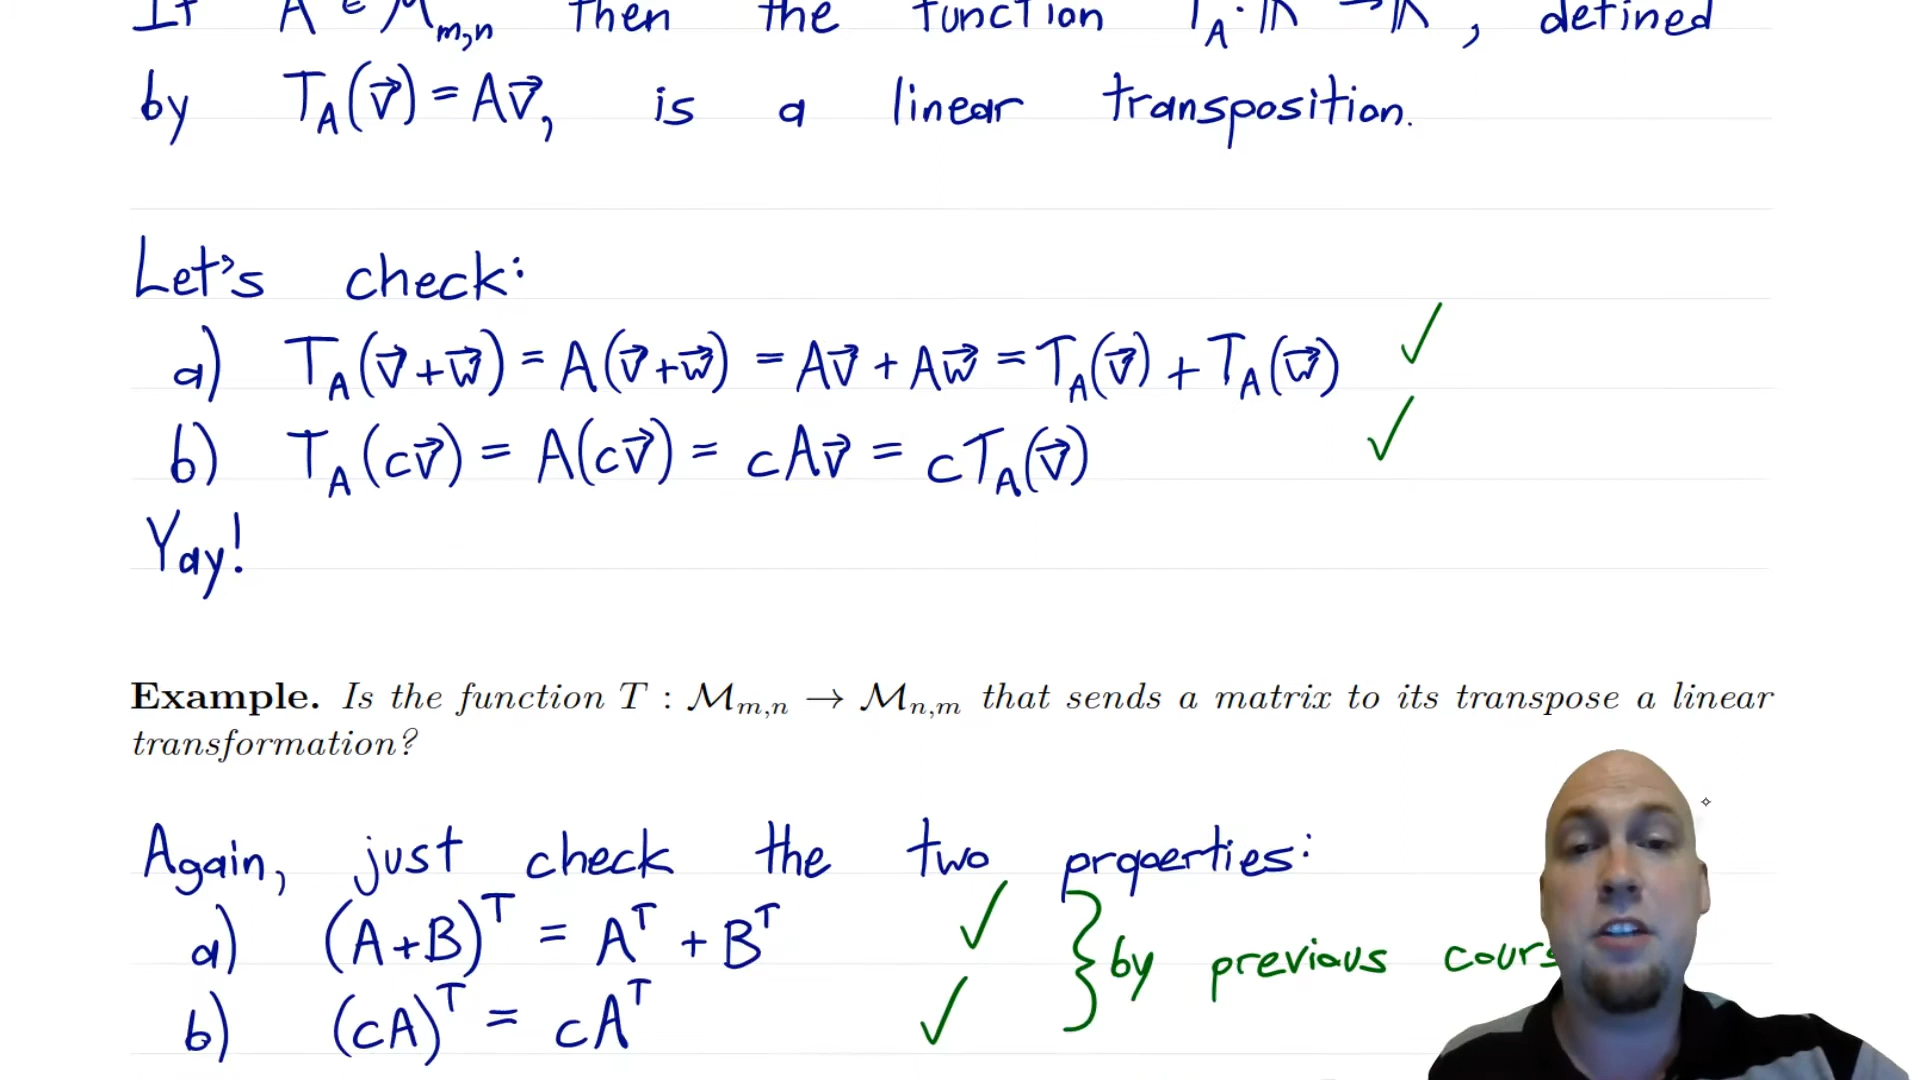 If A ∈ M_{m,n} then the function T_A: ℝ → ℝ, defined
by T_A(v⃗) = Av⃗, is a linear transposition.
Let's check:
a) T_A(v⃗+w⃗) = A(v⃗+w⃗) = Av⃗ + Aw⃗ = T_A(v⃗) + T_A(w⃗) ✓
b) T_A(cv⃗) = A(cv⃗) = cAv⃗ = cT_A(v⃗) ✓
Yay!
Example. Is the function T : M_{m,n} → M_{n,m} that sends a matrix to its transpose a linear
transformation?
Again, just check the two properties:
a) (A+B)^T = A^T + B^T ✓
} by previous cours
b) (cA)^T = cA^T ✓